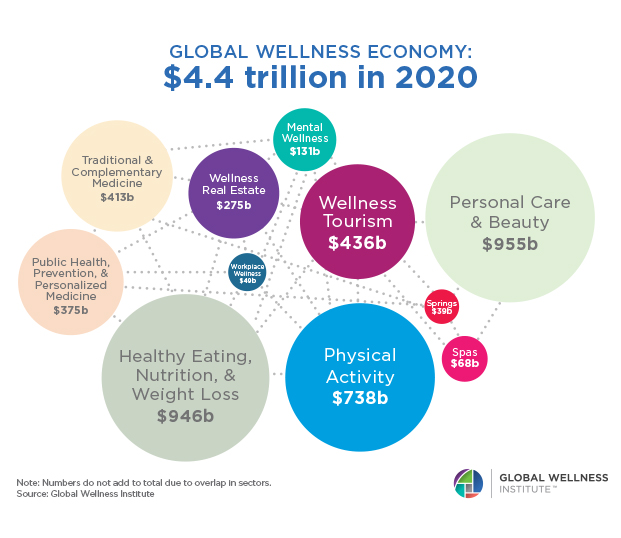 GLOBAL WELLNESS ECONOMY:
$4.4 trillion in 2020
Mental
Wellness
$131b
Traditional &
Complementary
Medicine
$413b
Wellness
Real Estate
$275b
Wellness
Tourism
$436b
Personal Care
& Beauty
$955b
Public Health,
Prevention, &
Personalized
Medicine
$375b
Workplace
Wellness
$49b
Springs
$39b
Healthy Eating,
Nutrition, &
Weight Loss
$946b
Physical
Activity
$738b
Spas
$68b
Note: Numbers do not add to total due to overlap in sectors.
Source: Global Wellness Institute
GLOBAL WELLNESS
INSTITUTE™